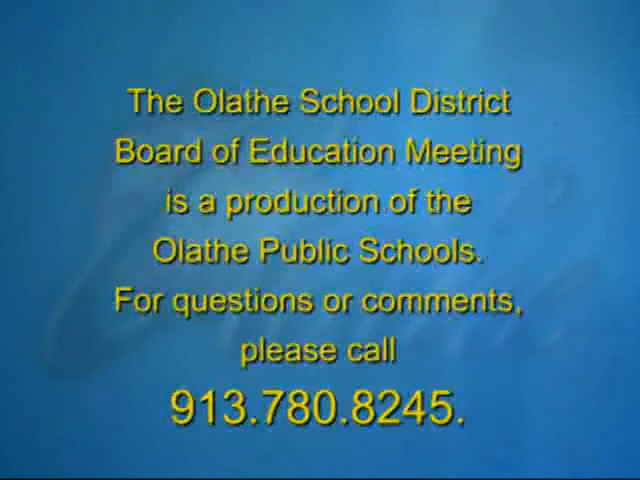 The Olathe School District
Board of Education Meeting
is a production of the
Olathe Public Schools.
For questions or comments,
please call
913.780.8245.